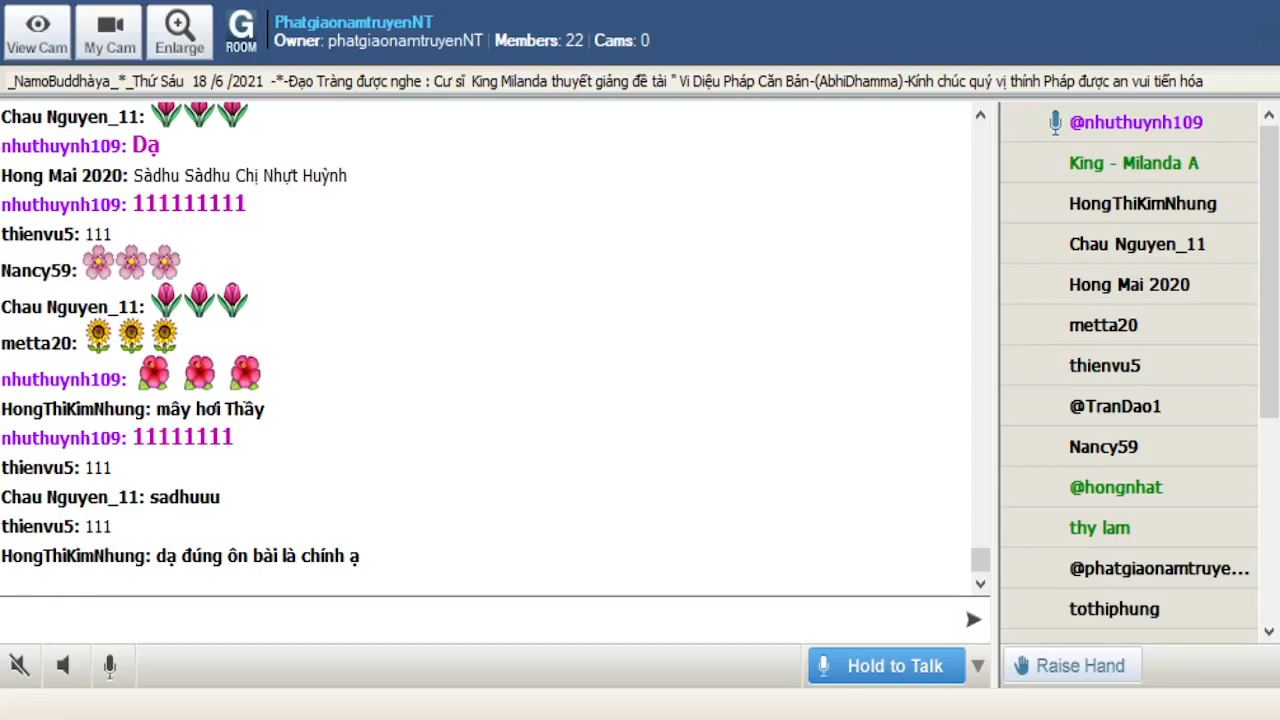 View Cam
My Cam
Enlarge
G
ROOM
PhatgiaonamtruyenNT
Owner: phatgiaonamtruyenNT | Members: 22 | Cams: 0
_NamoBuddhàya_*_Thứ Sáu 18 /6 /2021 -*-Đạo Tràng được nghe : Cư sĩ King Milanda thuyết giảng đề tài " Vi Diệu Pháp Căn Bản-(AbhiDhamma)-Kính chúc quý vị thính Pháp được an vui tiến hóa
Chau Nguyen_11:
nhuthuynh109: Dạ
Hong Mai 2020: Sàdhu Sàdhu Chị Nhựt Huỳnh
nhuthuynh109: 111111111
thienvu5: 111
Nancy59:
Chau Nguyen_11:
metta20:
nhuthuynh109:
HongThiKimNhung: mây hơi Thầy
nhuthuynh109: 11111111
thienvu5: 111
Chau Nguyen_11: sadhuuu
thienvu5: 111
HongThiKimNhung: dạ đúng ôn bài là chính ạ
Hold to Talk
@nhuthuynh109
King - Milanda A
HongThiKimNhung
Chau Nguyen_11
Hong Mai 2020
metta20
thienvu5
@TranDao1
Nancy59
@hongnhat
thy lam
@phatgiaonamtruye...
tothiphung
Raise Hand